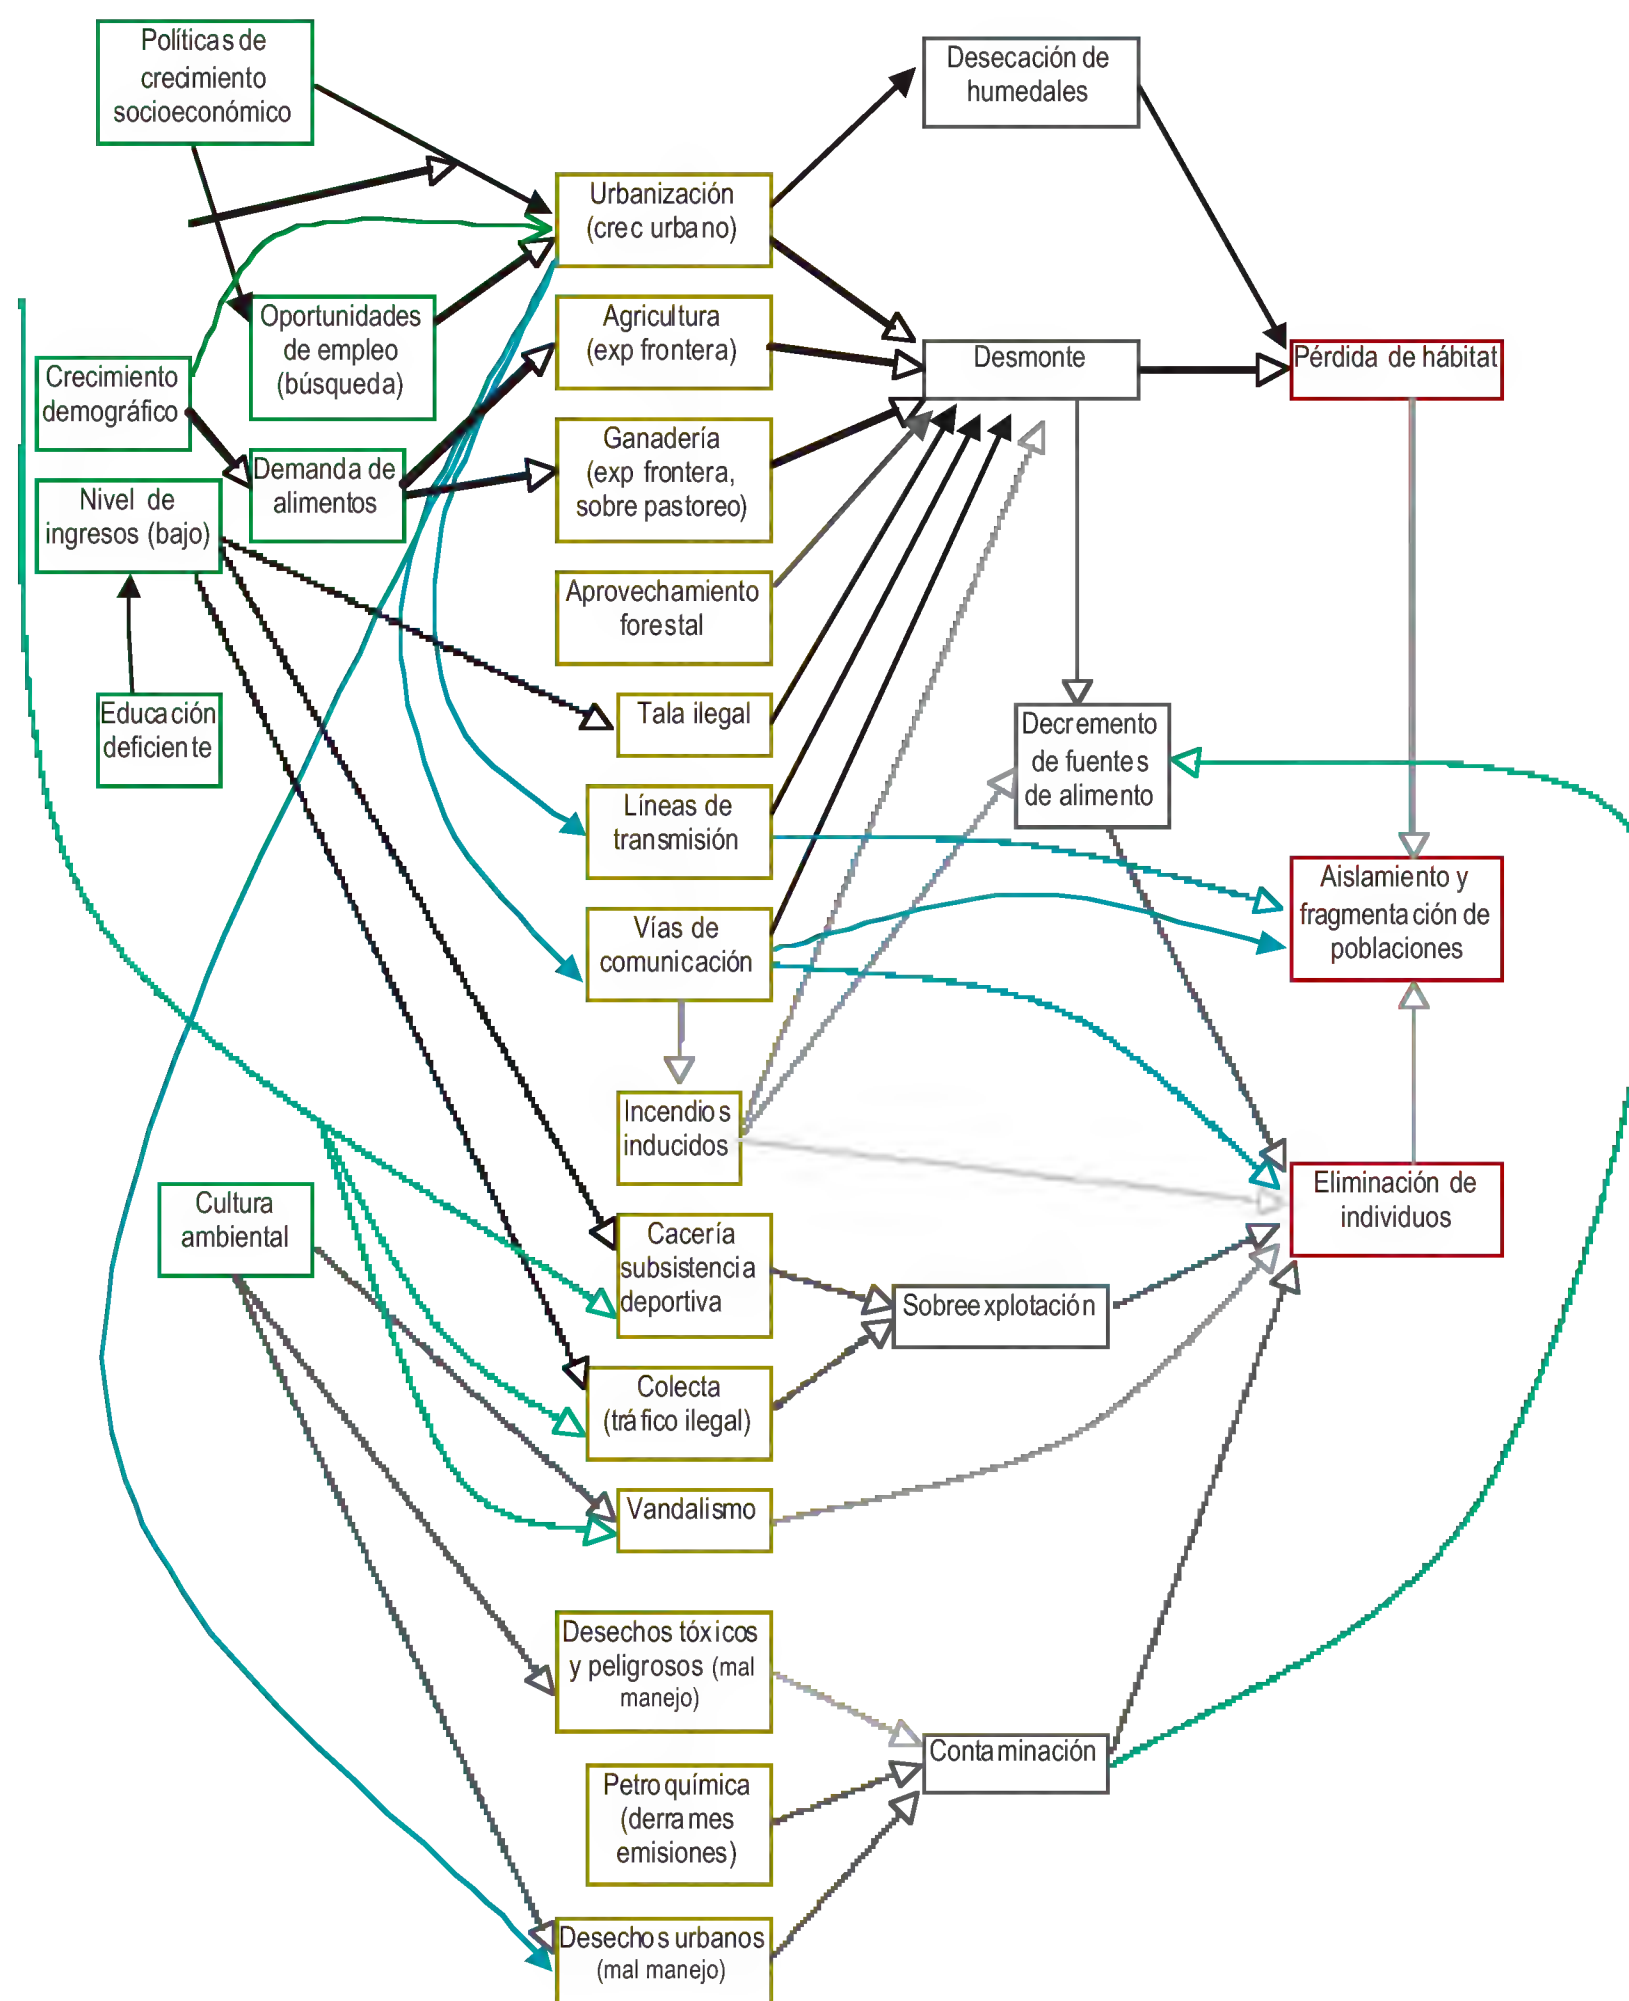 Políticas de
crecimiento
socioeconómico
Desecación de
humedales
Urbanización
(crec urbano)
Oportunidades
de empleo
(búsqueda)
Agricultura
(exp frontera)
Desmonte
Pérdida de hábitat
Crecimiento
demográfico
Demanda de
alimentos
Ganadería
(exp frontera,
sobre pastoreo)
Nivel de
ingresos (bajo)
Aprovechamiento
forestal
Educación
deficiente
Tala ilegal
Decremento
de fuentes
de alimento
Líneas de
transmisión
Aislamiento y
fragmentación de
poblaciones
Vías de
comunicación
Incendios
inducidos
Eliminación de
individuos
Cultura
ambiental
Cacería
subsistencia
deportiva
Sobreexplotación
Colecta
(tráfico ilegal)
Vandalismo
Desechos tóxicos
y peligrosos (mal
manejo)
Contaminación
Petroquímica
(derrames
emisiones)
Desechos urbanos
(mal manejo)